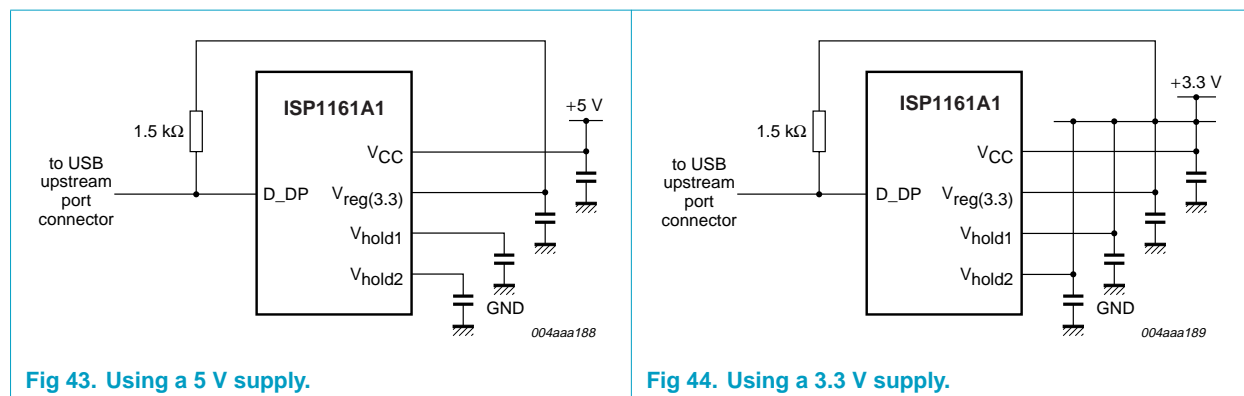 ISP1161A1
+5 V
1.5 kΩ
VCC
to USB
upstream
port
connector
D_DP
Vreg(3.3)
Vhold1
Vhold2
GND
004aaa188
Fig 43. Using a 5 V supply.
ISP1161A1
+3.3 V
1.5 kΩ
VCC
to USB
upstream
port
connector
D_DP
Vreg(3.3)
Vhold1
Vhold2
GND
004aaa189
Fig 44. Using a 3.3 V supply.